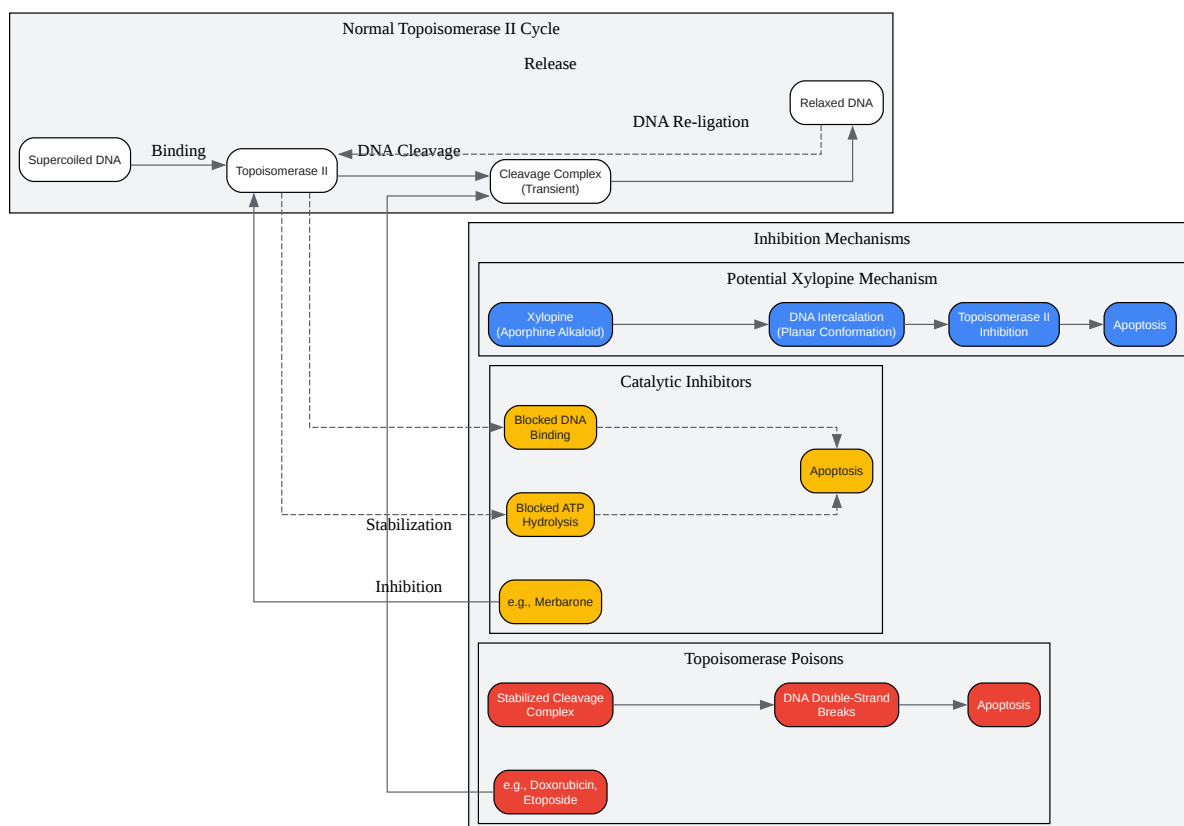 Normal Topoisomerase II Cycle
Release
Relaxed DNA
DNA Re-ligation
Supercoiled DNA
Binding
Topoisomerase II
DNA Cleavage
Cleavage Complex
(Transient)
Inhibition Mechanisms
Potential Xylopine Mechanism
Xylopine
(Aporphine Alkaloid)
DNA Intercalation
(Planar Conformation)
Topoisomerase II
Inhibition
Apoptosis
Catalytic Inhibitors
Blocked DNA
Binding
Apoptosis
Blocked ATP
Hydrolysis
Stabilization
Inhibition
e.g., Merbarone
Topoisomerase Poisons
Stabilized Cleavage
Complex
DNA Double-Strand
Breaks
Apoptosis
e.g., Doxorubicin,
Etoposide